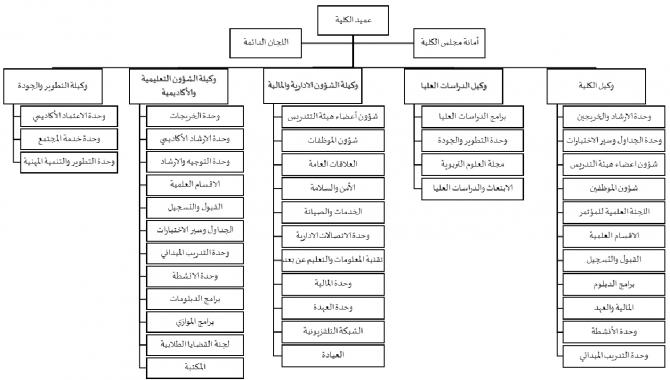 عميد الكلية
أمانة مجلس الكلية
اللجان الدائمة
وكيل الكلية
وحدة الإرشاد والخريجين
وحدة الجداول وسير الاختبارات
شؤون اعضاء هيئة التدريس
شؤون الموظفين
اللجنة العلمية للمؤتمر
الاقسام العلمية
القبول والتسجيل
برامج الدبلوم
المالية والعهد
وحدة الأنشطة
وحدة التدريب الميداني
وكيل الدراسات العليا
برامج الدراسات العليا
وحدة التطوير والجودة
مجلة العلوم التربوية
الابتعاث والدراسات العليا
وكيلة الشؤون الادارية والمالية
شؤون أعضاء هيئة التدريس
شؤون الموظفات
العلاقات العامة
الأمن والسلامة
الخدمات والصيانة
وحدة الاتصالات الادارية
تقنية المعلومات والتعليم عن بعد
وحدة المالية
وحدة العهدة
الشبكة التلفزيونية
العيادة
وكيلة الشؤون التعليمية
والأكاديمية
وحدة الخريجات
وحدة الإرشاد الأكاديمي
وحدة التوجيه والإرشاد
الاقسام العلمية
القبول والتسجيل
الجداول وسير الاختبارات
وحدة التدريب الميداني
وحدة الانشطة
برامج الدبلومات
برامج الموازي
لجنة القضايا الطلابية
المكتبة
وكيلة التطوير والجودة
وحدة الاعتماد الأكاديمي
وحدة خدمة المجتمع
وحدة التطوير والتنمية المهنية